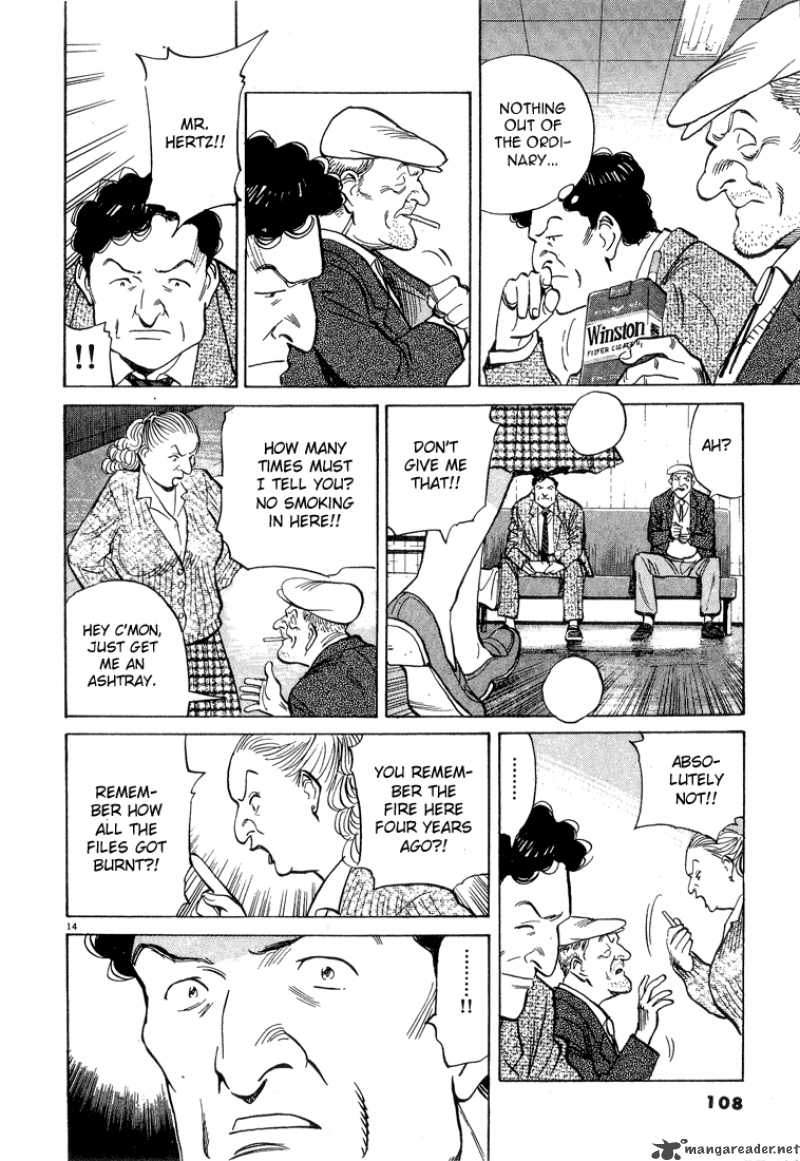 NOTHING
OUT OF
THE ORDI-
NARY...
Winston
FILTER CIGARETTES
MR.
HERTZ!!
!!
AH?
DON'T
GIVE ME
THAT!!
HOW MANY
TIMES MUST
I TELL YOU?
NO SMOKING
IN HERE!!
HEY C'MON,
JUST GET
ME AN
ASHTRAY.
ABSO-
LUTELY
NOT!!
.........
YOU REMEM-
BER THE
FIRE HERE
FOUR YEARS
AGO?!
REMEM-
BER HOW
ALL THE
FILES GOT
BURNT?!
14
.........!!
108
mangareader.net